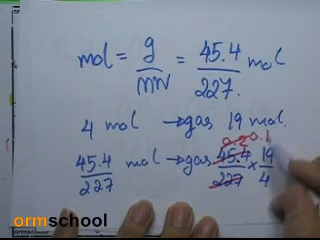 mol = g/MW = 45.4/227. mol
4 mol → gas 19 mol.
0.2 0.1
45.4/227 mol → gas 45.4/227 × 19/4
ormschool